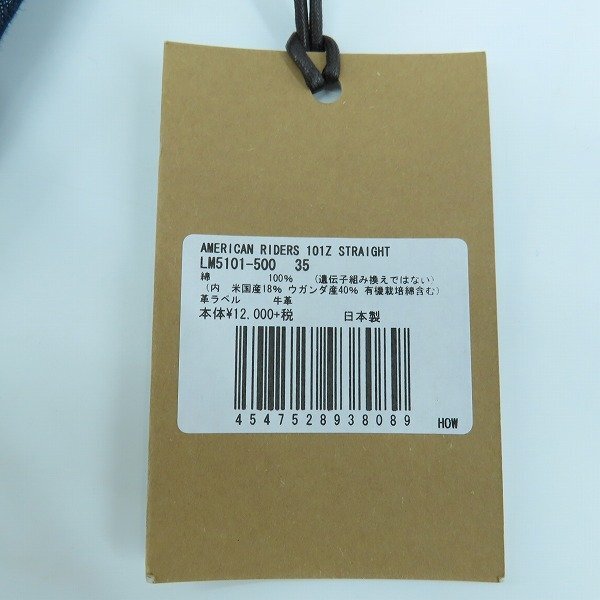 AMERICAN RIDERS 101Z STRAIGHT
LM5101-500 35
綿 100% (遺伝子組み換えではない)
(内 米国産18% ウガンダ産40% 有機栽培綿含む)
革ラベル 牛革
本体¥12,000+税 日本製
4547528938089
HOW